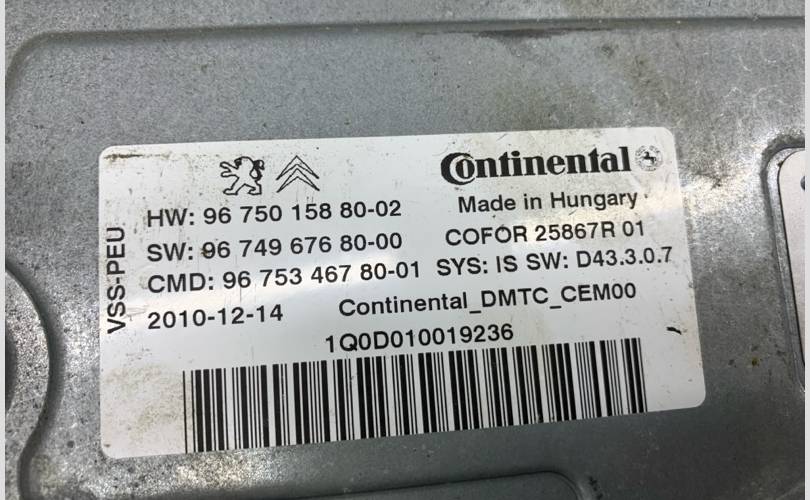 Continental
HW: 96 750 158 80-02
Made in Hungary
SW: 96 749 676 80-00
COFOR 25867R 01
CMD: 96 753 467 80-01
SYS: IS SW: D43.3.0.7
2010-12-14
Continental_DMTC_CEM00
1Q0D010019236
VSS-PEU